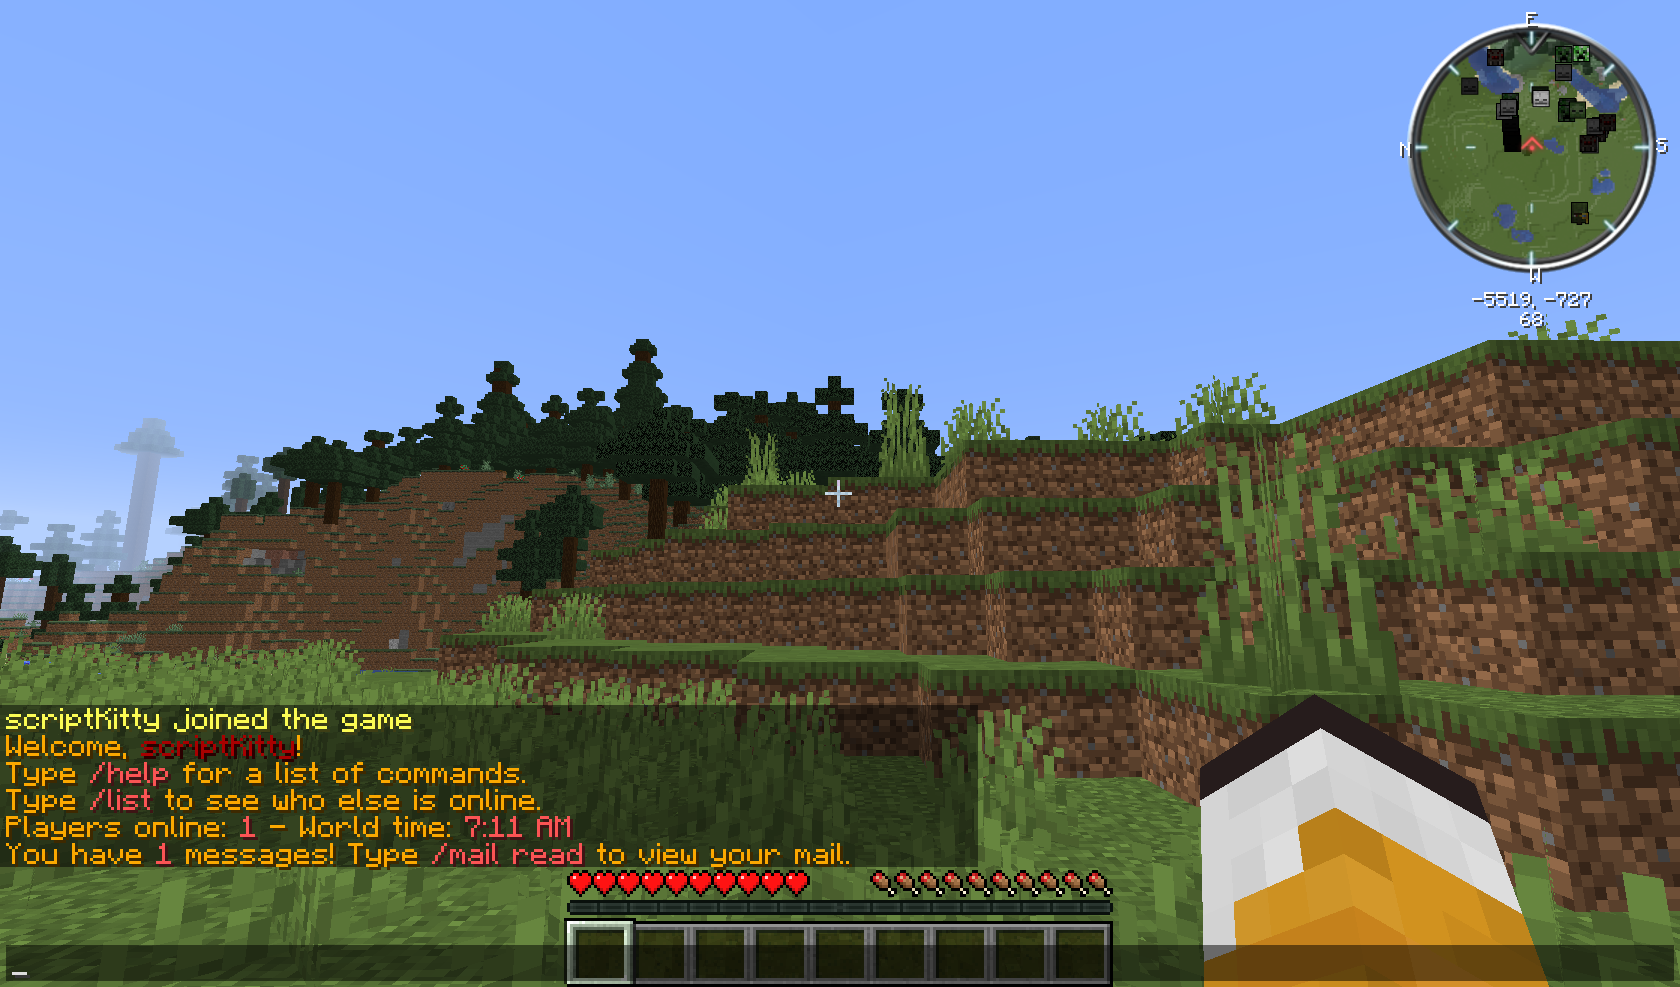 E
N
S
W
-5519, -727
68
scriptKitty joined the game
Welcome, scriptKitty!
Type /help for a list of commands.
Type /list to see who else is online.
Players online: 1 - World time: 7:11 AM
You have 1 messages! Type /mail read to view your mail.
_